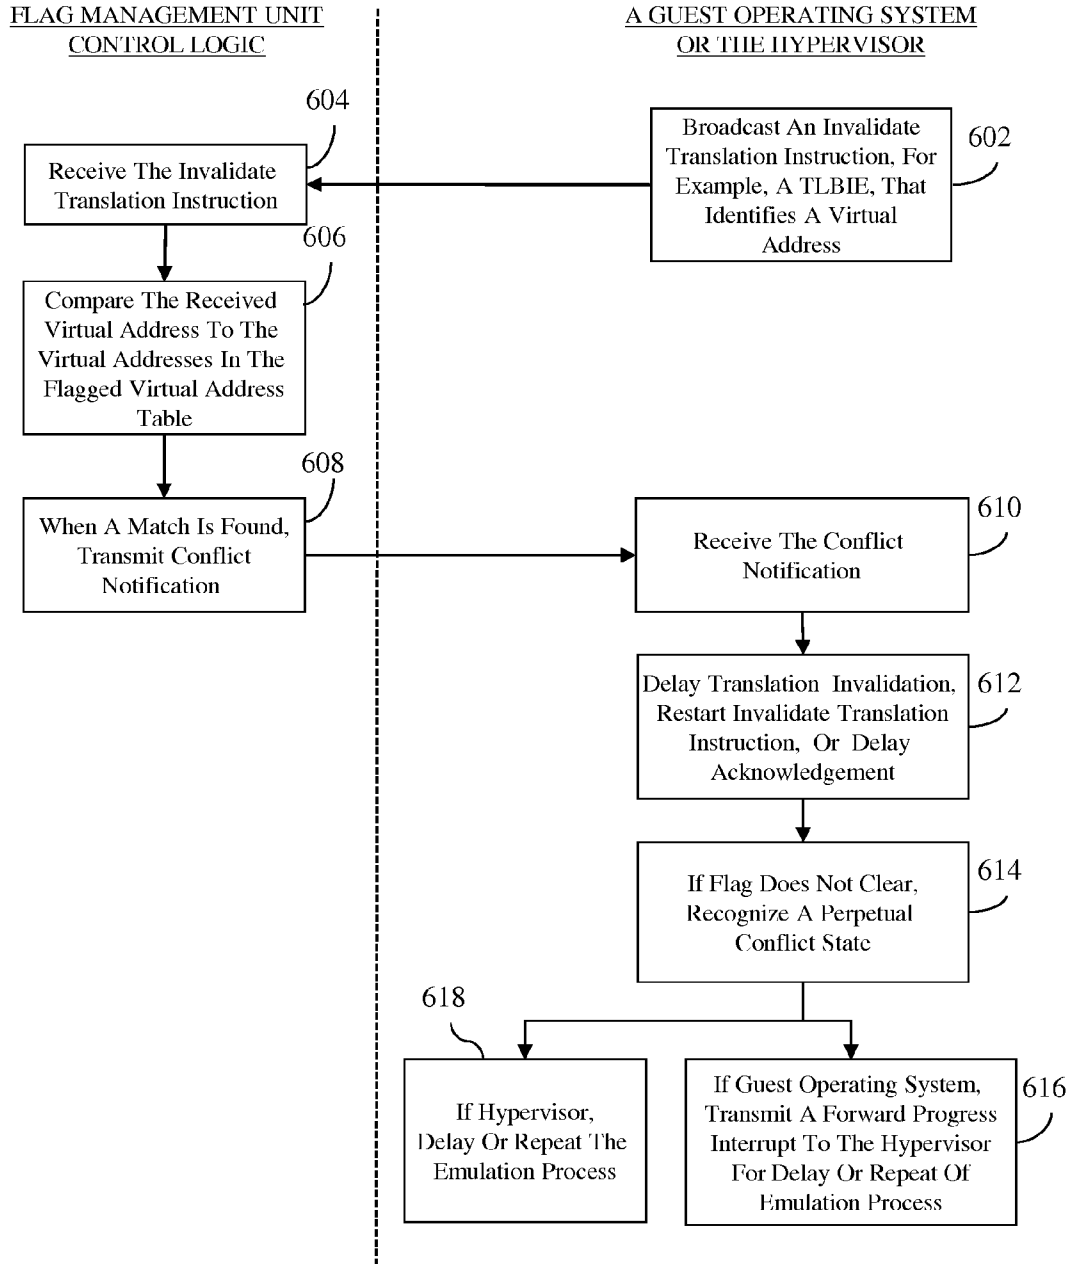 FLAG MANAGEMENT UNIT
CONTROL LOGIC
A GUEST OPERATING SYSTEM
OR THE HYPERVISOR
604
Receive The Invalidate
Translation Instruction
602
Broadcast An Invalidate
Translation Instruction, For
Example, A TLBIE, That
Identifies A Virtual
Address
606
Compare The Received
Virtual Address To The
Virtual Addresses In The
Flagged Virtual Address
Table
608
When A Match Is Found,
Transmit Conflict
Notification
610
Receive The Conflict
Notification
612
Delay Translation Invalidation,
Restart Invalidate Translation
Instruction, Or Delay
Acknowledgement
614
If Flag Does Not Clear,
Recognize A Perpetual
Conflict State
618
If Hypervisor,
Delay Or Repeat The
Emulation Process
616
If Guest Operating System,
Transmit A Forward Progress
Interrupt To The Hypervisor
For Delay Or Repeat Of
Emulation Process